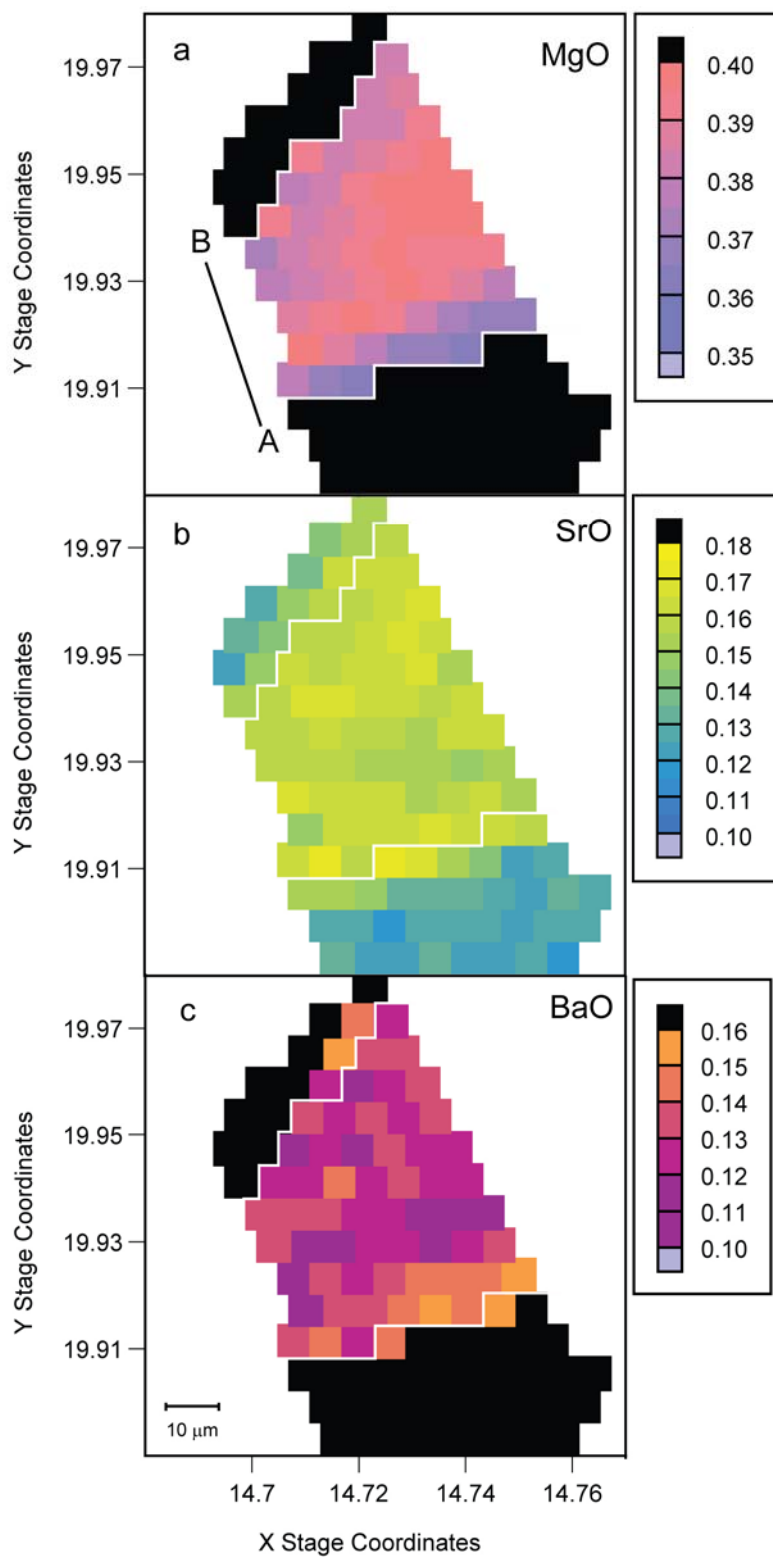 a
MgO
19.97
19.95
19.93
19.91
Y Stage Coordinates
B
A
0.40
0.39
0.38
0.37
0.36
0.35
b
SrO
19.97
19.95
19.93
19.91
Y Stage Coordinates
0.18
0.17
0.16
0.15
0.14
0.13
0.12
0.11
0.10
c
BaO
19.97
19.95
19.93
19.91
Y Stage Coordinates
10 μm
0.16
0.15
0.14
0.13
0.12
0.11
0.10
14.7 14.72 14.74 14.76
X Stage Coordinates